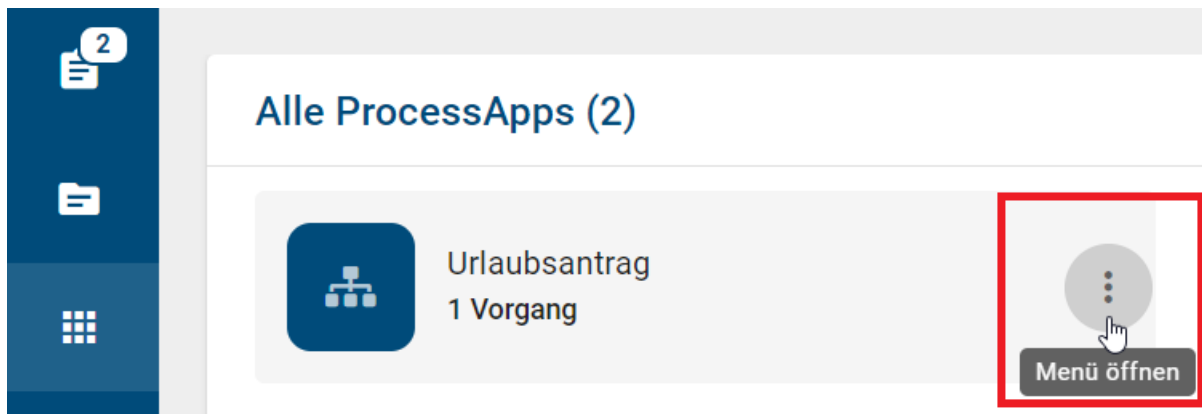 2
Alle ProcessApps (2)
Urlaubsantrag
1 Vorgang
Menü öffnen